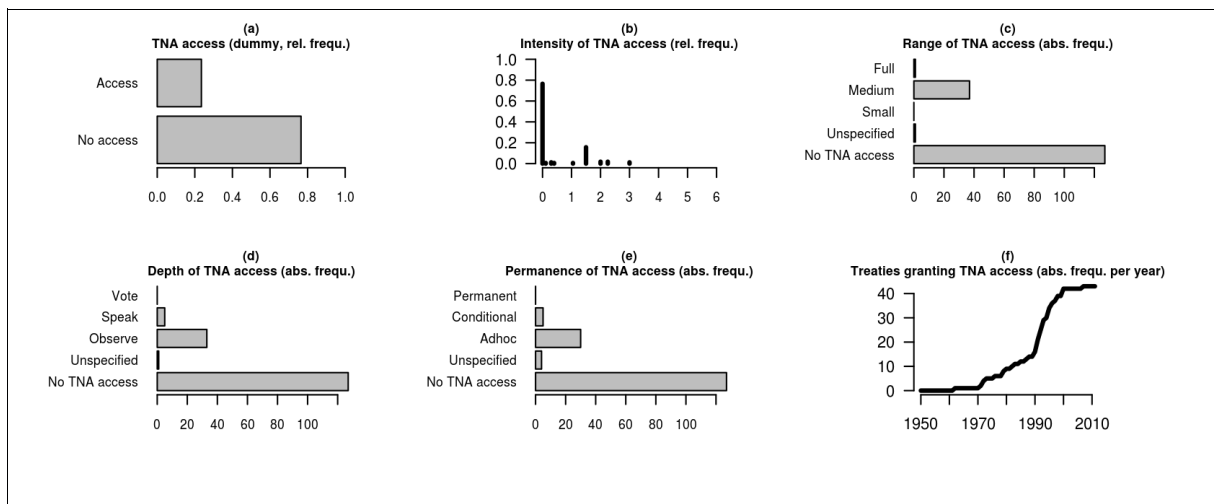 (a)
TNA access (dummy, rel. frequ.)
Access
No access
0.0 0.2 0.4 0.6 0.8 1.0
(b)
Intensity of TNA access (rel. frequ.)
1.0
0.8
0.6
0.4
0.2
0.0
0 1 2 3 4 5 6
(c)
Range of TNA access (abs. frequ.)
Full
Medium
Small
Unspecified
No TNA access
0 20 40 60 80 100
(d)
Depth of TNA access (abs. frequ.)
Vote
Speak
Observe
Unspecified
No TNA access
0 20 40 60 80 100
(e)
Permanence of TNA access (abs. frequ.)
Permanent
Conditional
Adhoc
Unspecified
No TNA access
0 20 40 60 80 100
(f)
Treaties granting TNA access (abs. frequ. per year)
40
30
20
10
0
1950 1970 1990 2010